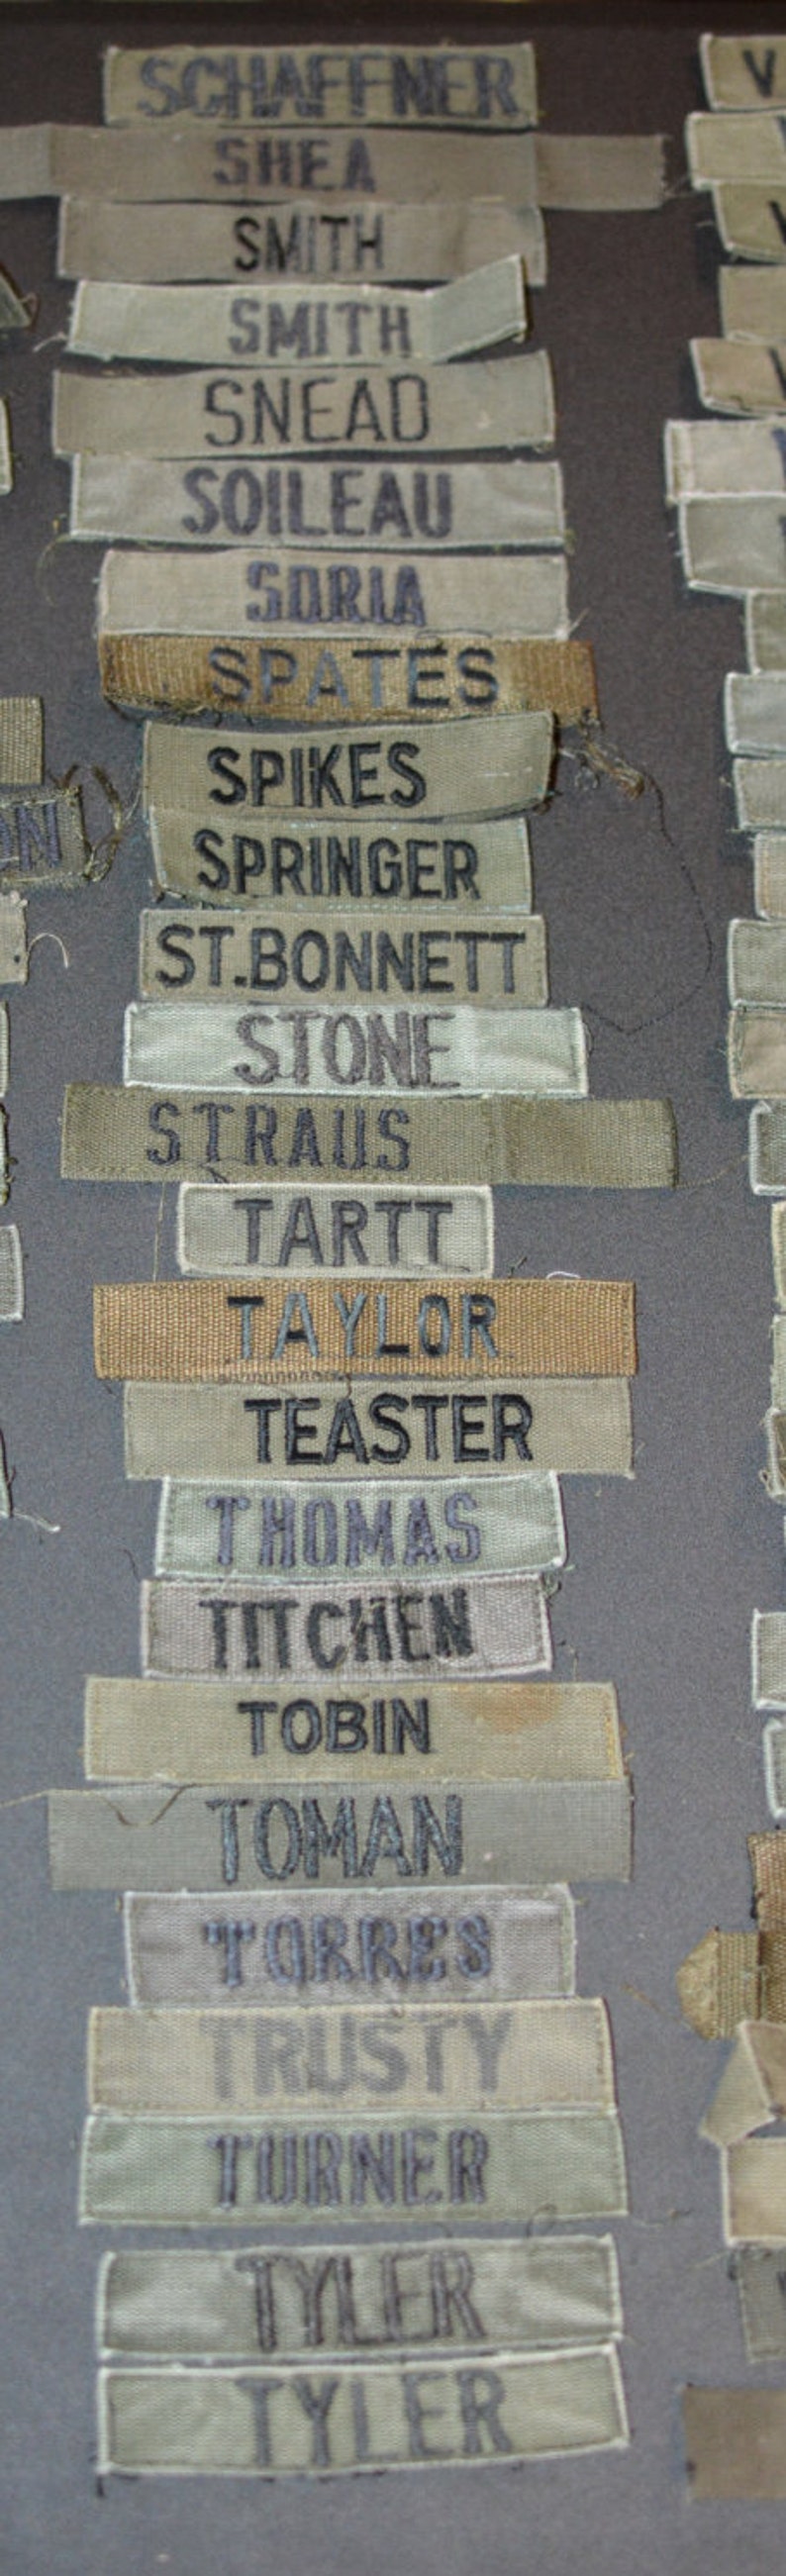 SCHAFFNER
SHEA
SMITH
SMITH
SNEAD
SOILEAU
SORIA
SPATES
SPIKES
SPRINGER
ST.BONNETT
STONE
STRAUS
TARTT
TAYLOR
TEASTER
THOMAS
TITCHEN
TOBIN
TOMAN
TORRES
TRUSTY
TURNER
TYLER
TYLER